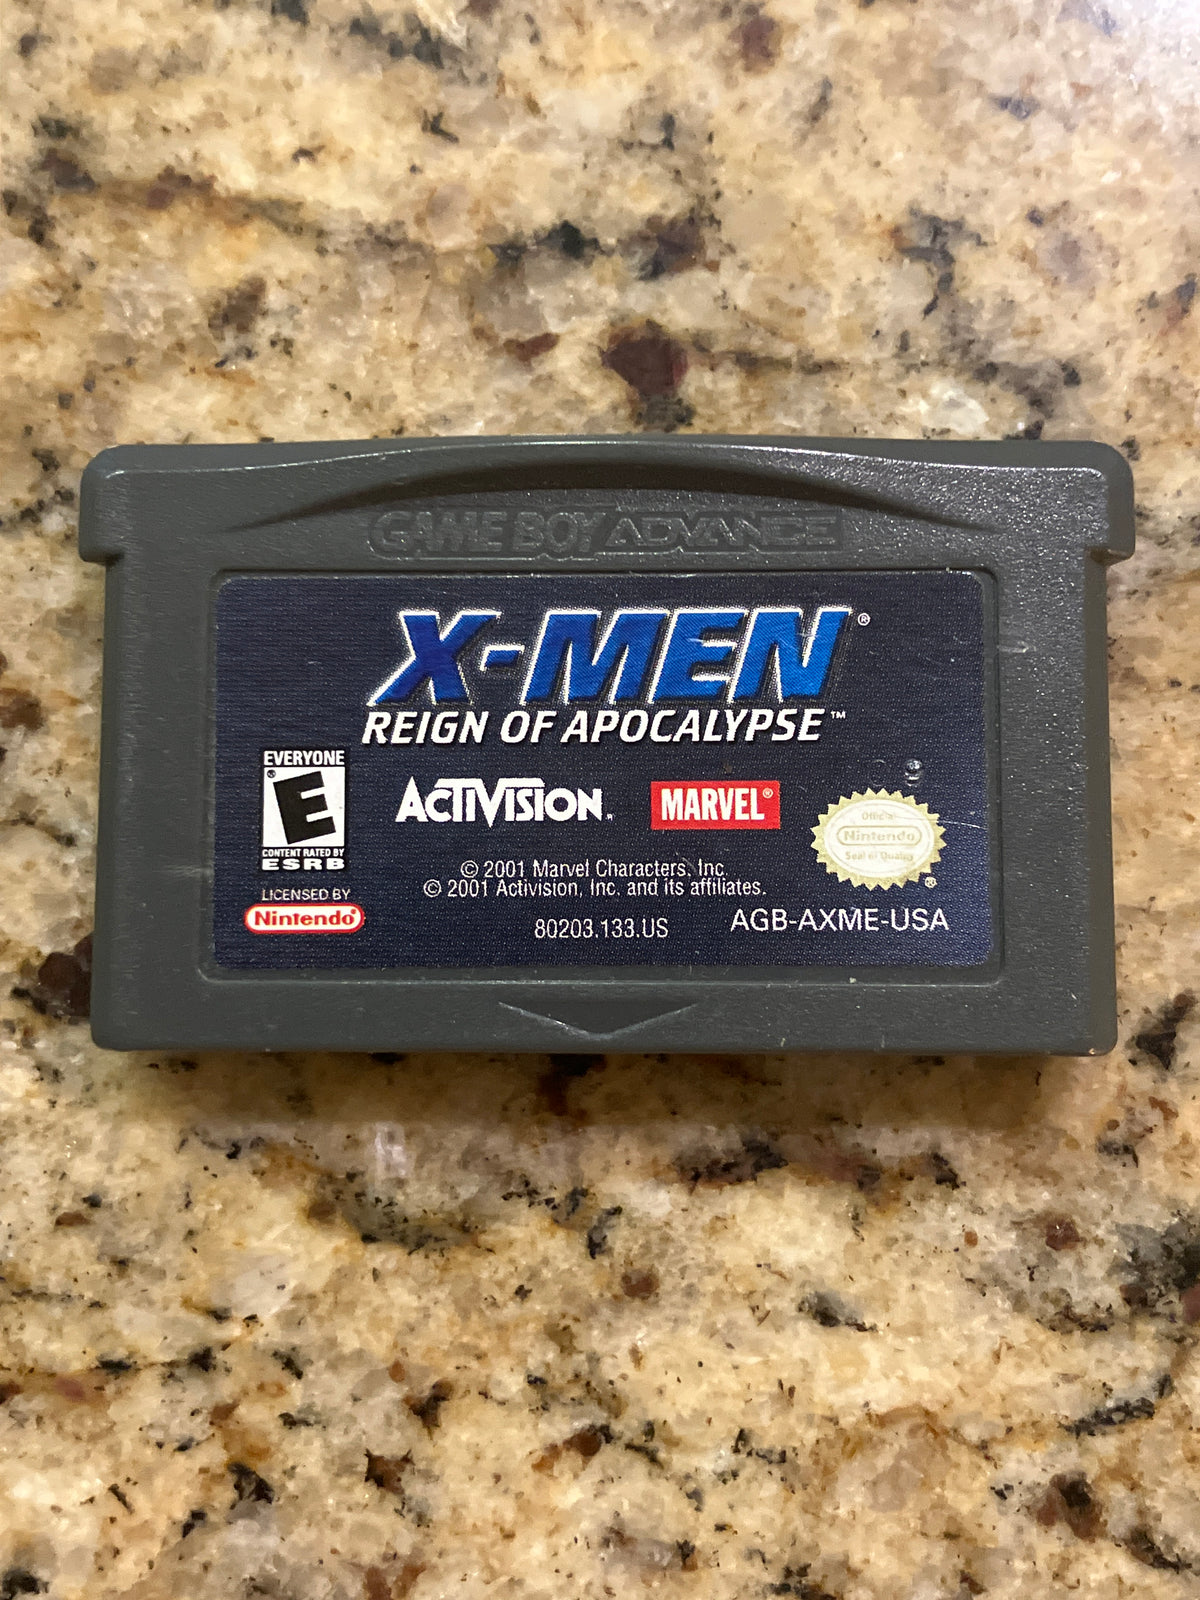 GAME BOY ADVANCE
X-MEN®
REIGN OF APOCALYPSE™
EVERYONE
E®
CONTENT RATED BY
ESRB
ACTIVISION.
MARVEL®
Official
Nintendo
Seal of Quality
®
© 2001 Marvel Characters, Inc.
© 2001 Activision, Inc. and its affiliates.
LICENSED BY
Nintendo®
80203.133.US
AGB-AXME-USA